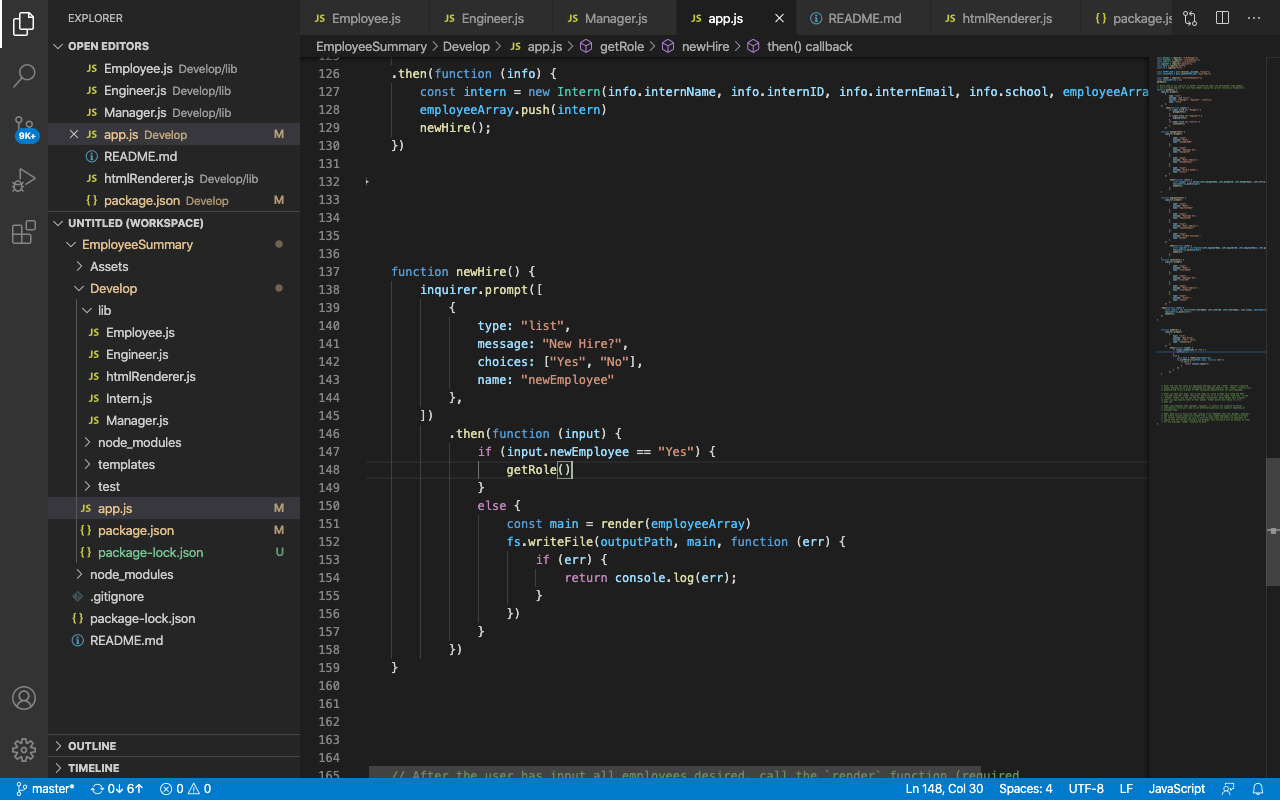 EXPLORER
OPEN EDITORS
JS Employee.js Develop/lib
JS Engineer.js Develop/lib
JS Manager.js Develop/lib
JS app.js Develop M
README.md
JS htmlRenderer.js Develop/lib
{} package.json Develop M
9K+
UNTITLED (WORKSPACE)
EmployeeSummary
Assets
Develop
lib
JS Employee.js
JS Engineer.js
JS htmlRenderer.js
JS Intern.js
JS Manager.js
node_modules
templates
test
JS app.js M
{} package.json M
{} package-lock.json U
node_modules
.gitignore
{} package-lock.json
README.md
OUTLINE
TIMELINE
JS Employee.js JS Engineer.js JS Manager.js JS app.js README.md JS htmlRenderer.js {} package.js
EmployeeSummary > Develop > JS app.js > getRole > newHire > then() callback
125
126 .then(function (info) {
127 const intern = new Intern(info.internName, info.internID, info.internEmail, info.school, employeeArra
128 employeeArray.push(intern)
129 newHire();
130 })
131
132
133
134
135
136
137 function newHire() {
138 inquirer.prompt([
139 {
140 type: "list",
141 message: "New Hire?",
142 choices: ["Yes", "No"],
143 name: "newEmployee"
144 },
145 ])
146 .then(function (input) {
147 if (input.newEmployee == "Yes") {
148 getRole()
149 }
150 else {
151 const main = render(employeeArray)
152 fs.writeFile(outputPath, main, function (err) {
153 if (err) {
154 return console.log(err);
155 }
156 })
157 }
158 })
159 }
160
161
162
163
164
165 // After the user has input all employees desired, call the `render` function (required
master* 0↓ 6↑ 0 0 Ln 148, Col 30 Spaces: 4 UTF-8 LF JavaScript